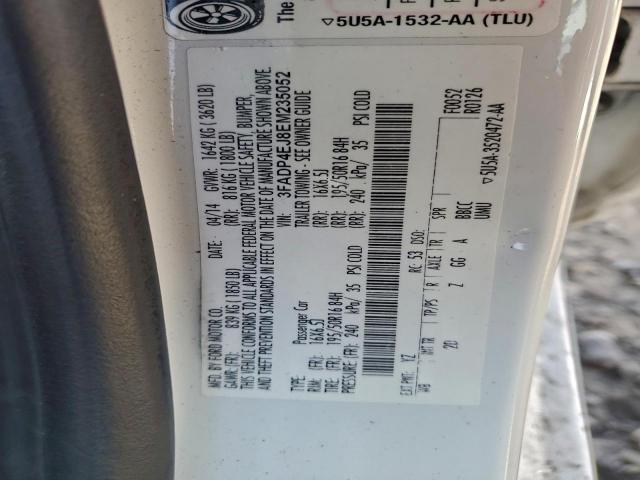 The
▽5U5A-1532-AA (TLU)
MFD. BY FORD MOTOR CO.
DATE: 04/14 GVWR: 1642 KG ( 3620 LB)
GAWR: (FR): 839 KG ( 1850 LB) (RR): 816 KG ( 1800 LB)
THIS VEHICLE CONFORMS TO ALL APPLICABLE FEDERAL MOTOR VEHICLE SAFETY, BUMPER,
AND THEFT PREVENTION STANDARDS IN EFFECT ON THE DATE OF MANUFACTURE SHOWN ABOVE.
VIN: 3FADP4EJ8EM235052
TYPE: Passenger Car TRAILER TOWING - SEE OWNER GUIDE
RIM: (FR): 16X6.5J (RR): 16X6.5J
TIRE: (FR): 195/50R16 84H (RR): 195/50R16 84H
PRESSURE: (FR): 240 kPa/ 35 PSI COLD (RR): 240 kPa/ 35 PSI COLD
EXT PNT: YZ RC: 53 DSO: F0052
WB INT TR TP/PS R AXLE TR SPR R0126
2D Z GG A BBCC
UMU
▽5U5A-3520472-AA